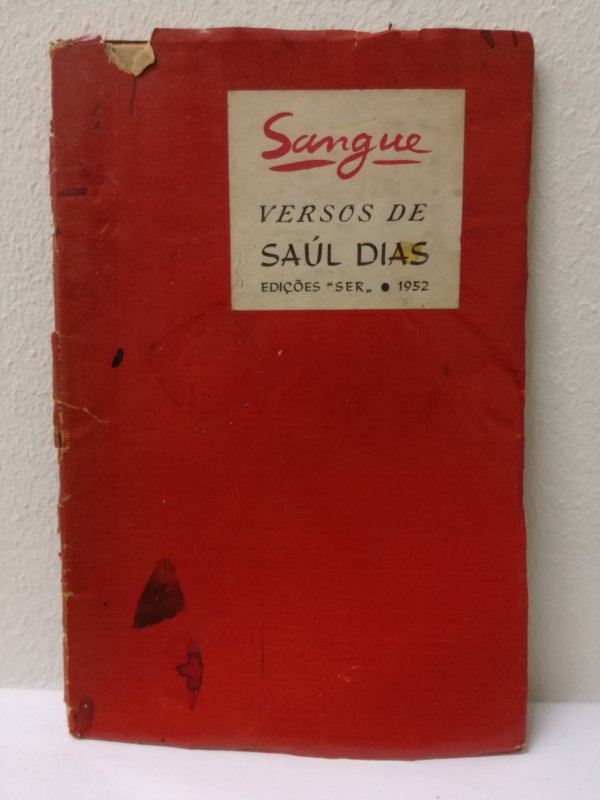 Sangue
VERSOS DE
SAÚL DIAS
EDIÇÕES "SER„ ● 1952